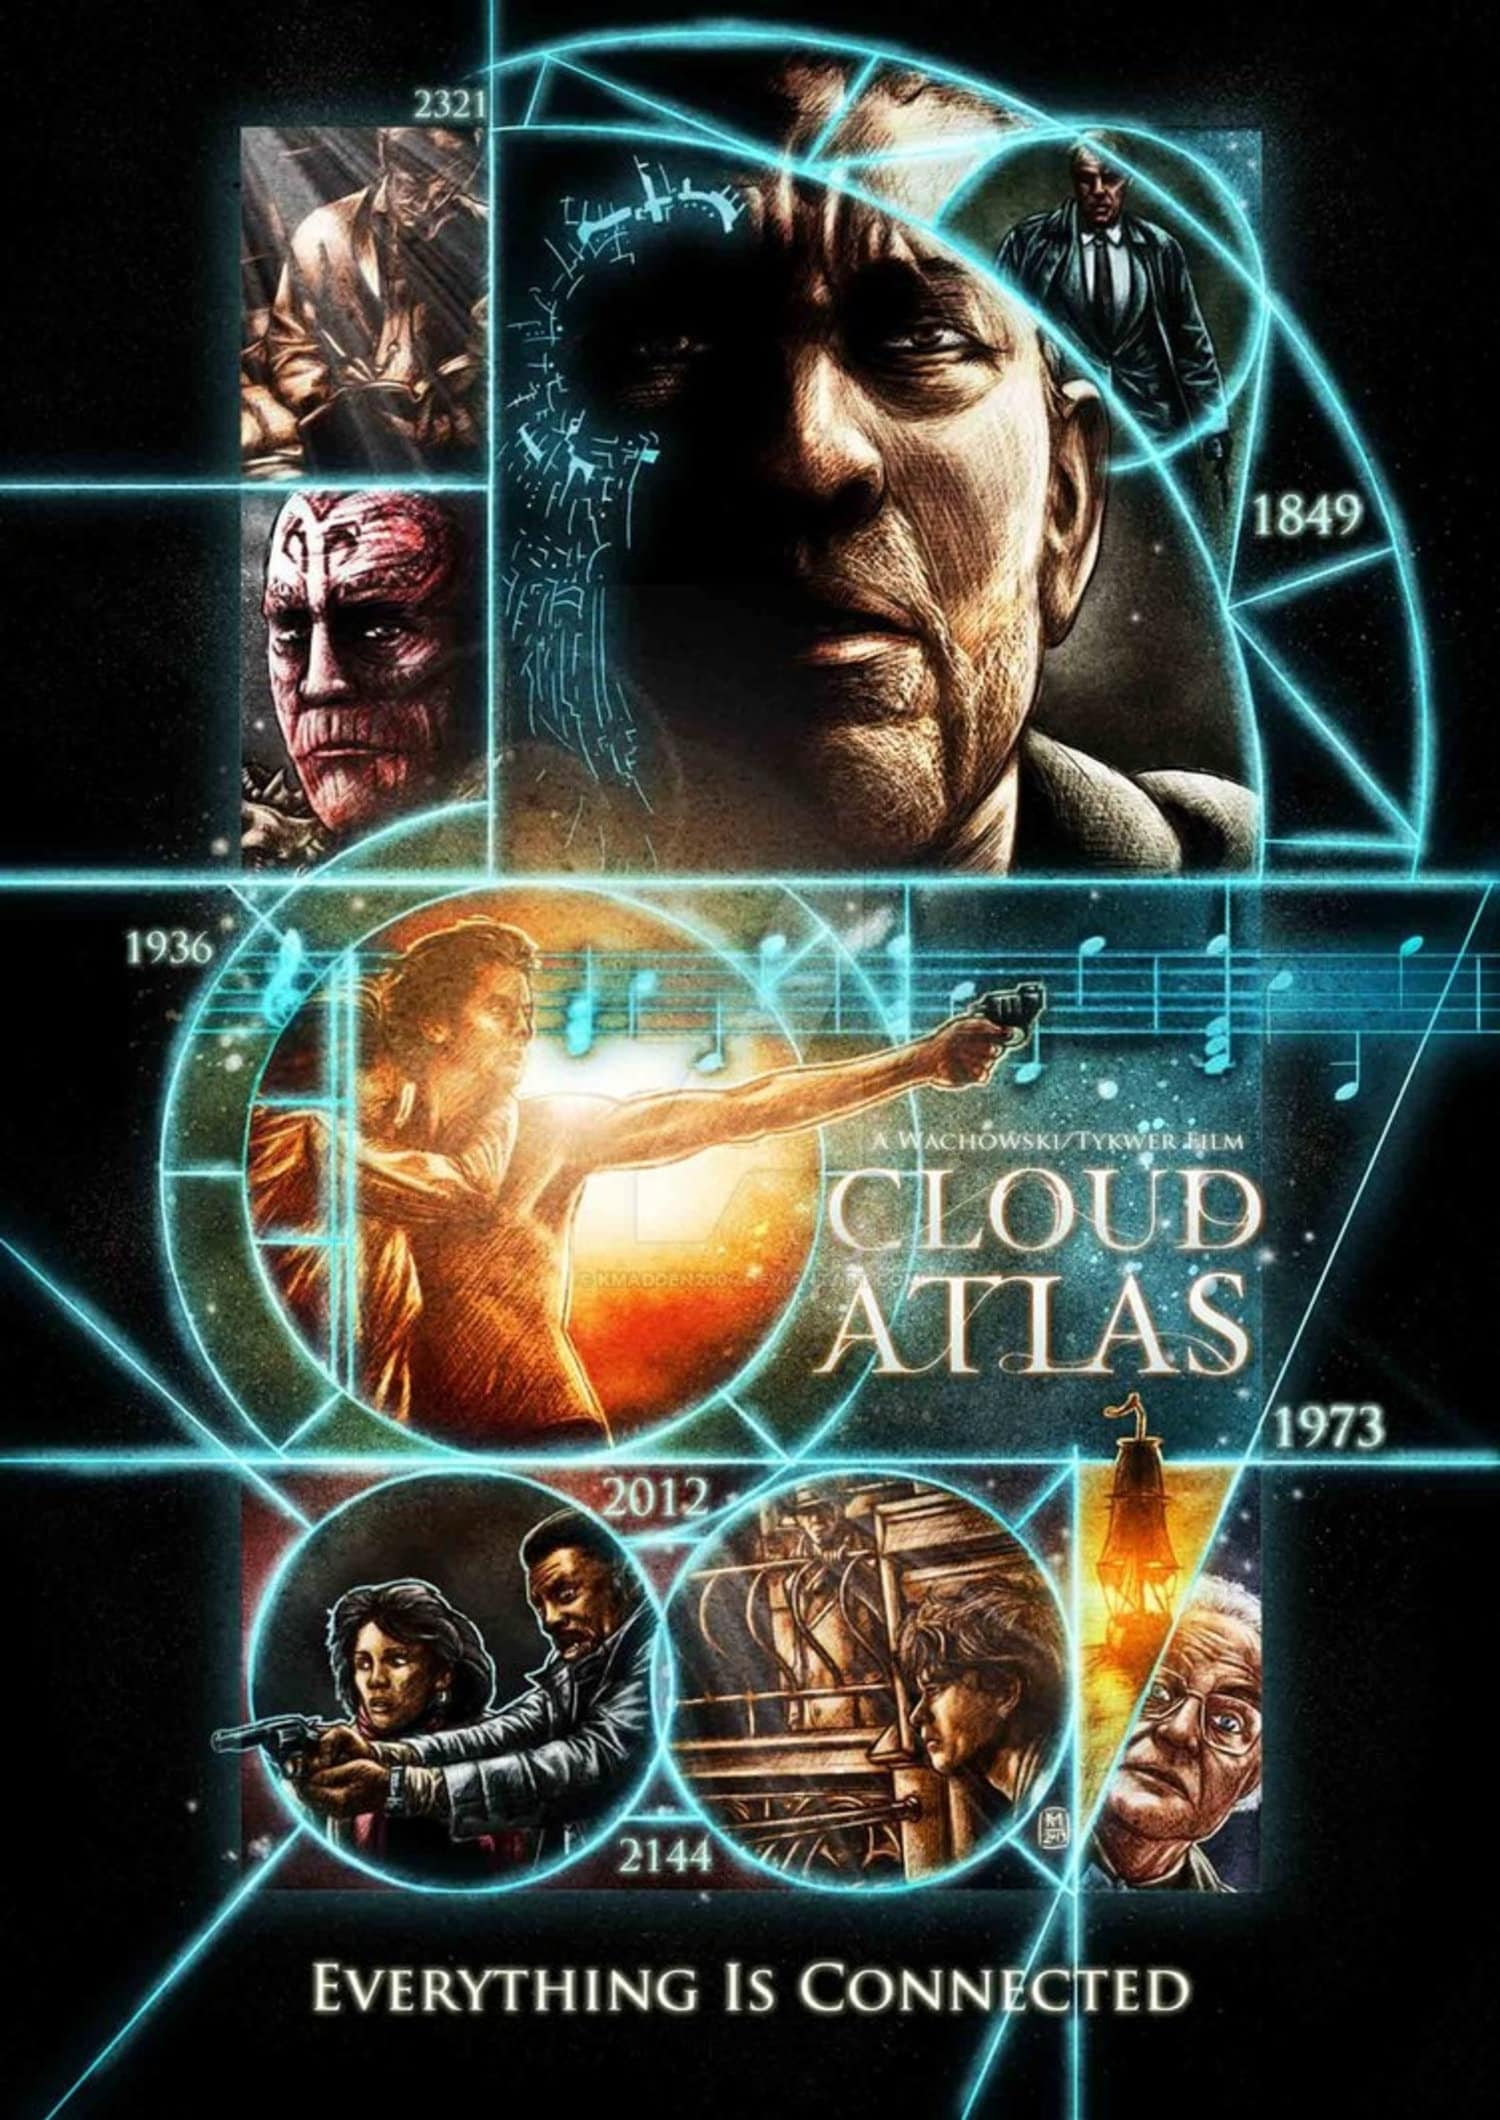 2321
1849
1936
A WACHOWSKI/TYKWER FILM
CLOUD
ATLAS
1973
2012
2144
EVERYTHING IS CONNECTED